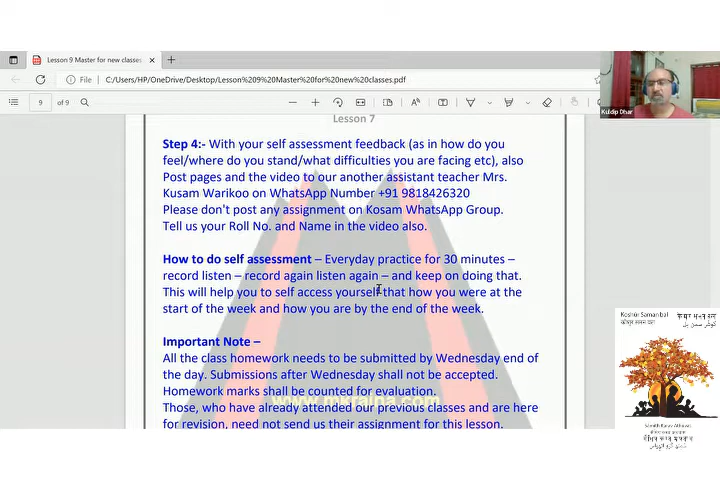 Lesson 9 Master for new classes
File
C:/Users/HP/OneDrive/Desktop/Lesson%209%20Master%20for%20new%20classes.pdf
9 of 9
Kuldip Dhar
Lesson 7
Step 4:- With your self assessment feedback (as in how do you
feel/where do you stand/what difficulties you are facing etc), also
Post pages and the video to our another assistant teacher Mrs.
Kusam Warikoo on WhatsApp Number +91 9818426320
Please don't post any assignment on Kosam WhatsApp Group.
Tell us your Roll No. and Name in the video also.
How to do self assessment – Everyday practice for 30 minutes –
record listen – record again listen again – and keep on doing that.
This will help you to self access yourself that how you were at the
start of the week and how you are by the end of the week.
Important Note –
All the class homework needs to be submitted by Wednesday end of
the day. Submissions after Wednesday shall not be accepted.
Homework marks shall be counted for evaluation.
www.mkraina.com
Those, who have already attended our previous classes and are here
for revision, need not send us their assignment for this lesson.
Koshür Samanbal